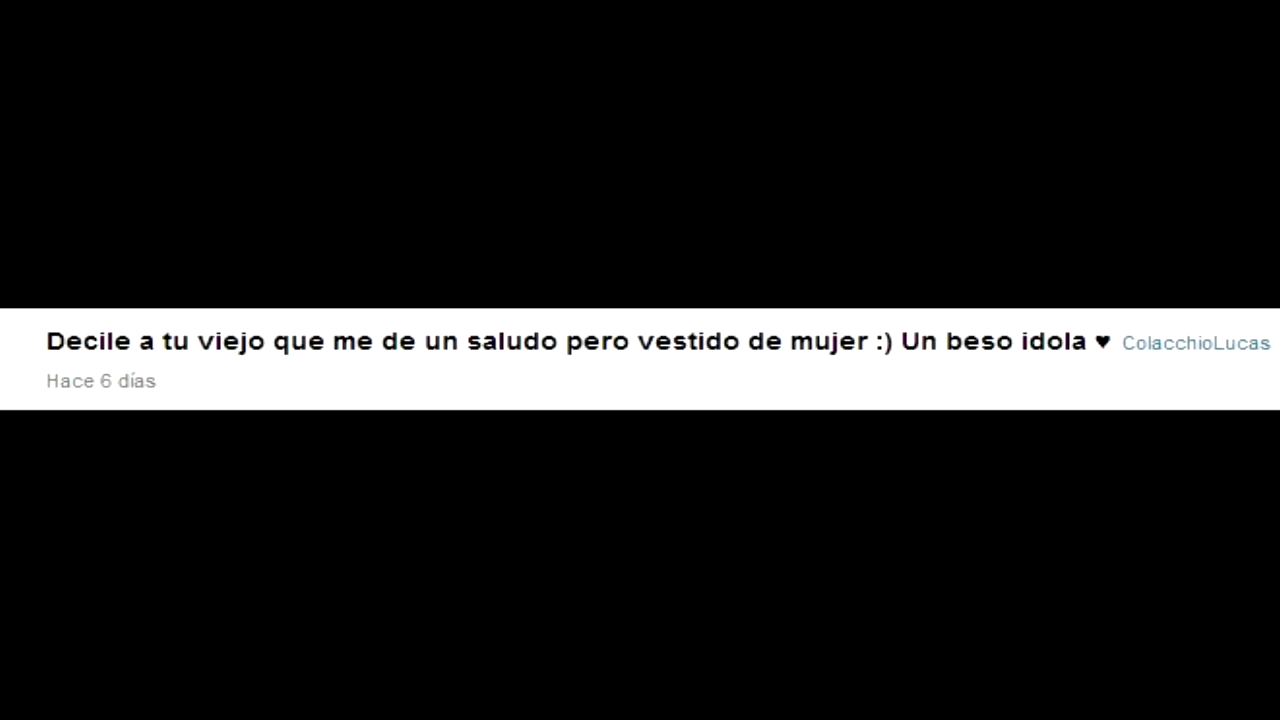 Decile a tu viejo que me de un saludo pero vestido de mujer :) Un beso idola ♥ ColacchioLucas
Hace 6 días